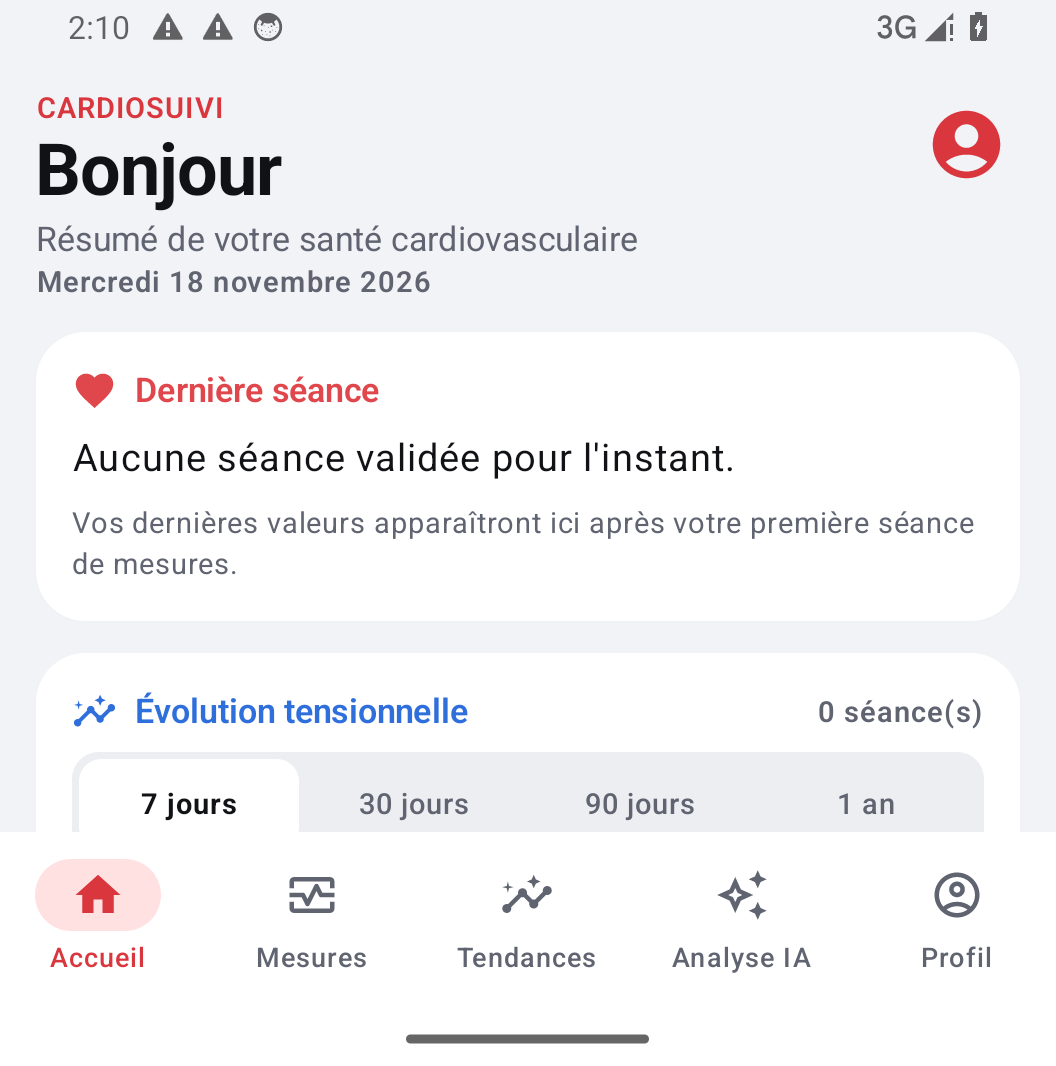 2:10
3G
CARDIOSUIVI
Bonjour
Résumé de votre santé cardiovasculaire
Mercredi 18 novembre 2026
Dernière séance
Aucune séance validée pour l'instant.
Vos dernières valeurs apparaîtront ici après votre première séance
de mesures.
Évolution tensionnelle
0 séance(s)
7 jours
30 jours
90 jours
1 an
Accueil
Mesures
Tendances
Analyse IA
Profil